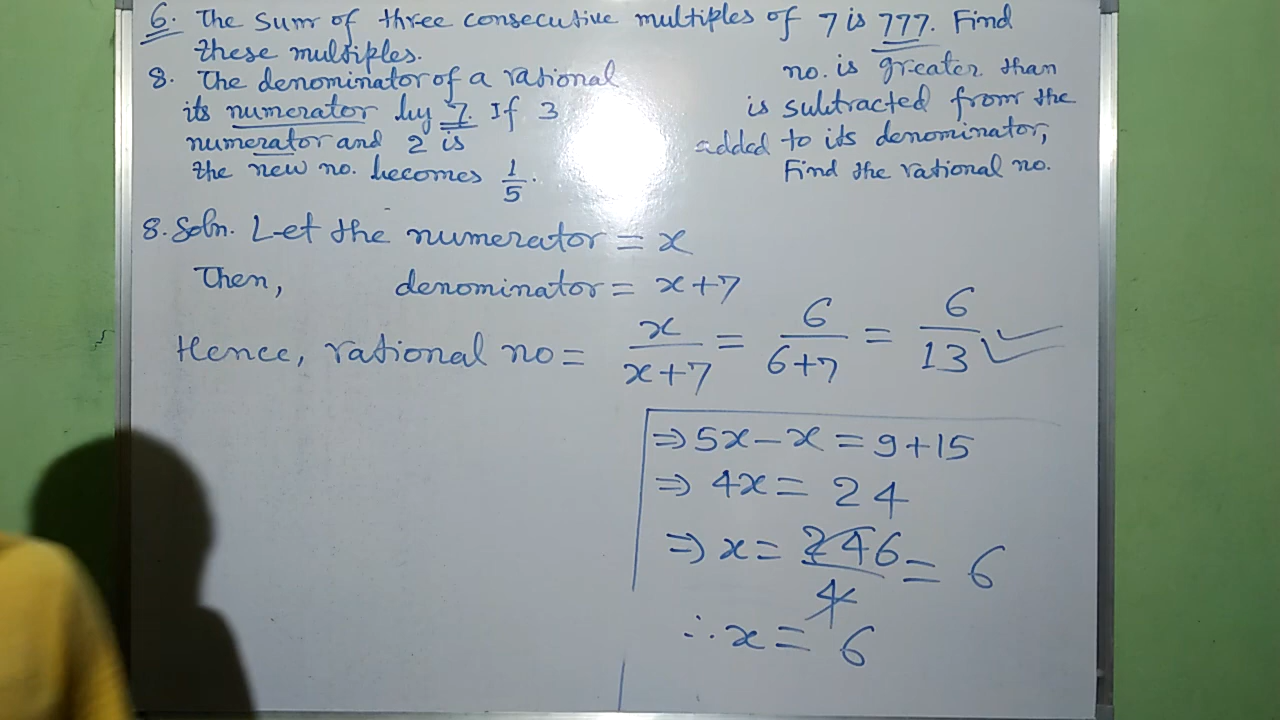 6. The sum of three consecutive multiples of 7 is 777. Find
these multiples.
8. The denominator of a rational no. is greater than
its numerator by 7. If 3 is subtracted from the
numerator and 2 is added to its denominator,
the new no. becomes 1/5. Find the rational no.
8. Soln. Let the numerator = x
Then, denominator = x+7
Hence, rational no = x/(x+7) = 6/(6+7) = 6/13
⇒ 5x-x = 9+15
⇒ 4x = 24
⇒ x = 24 6/4 = 6
∴ x = 6